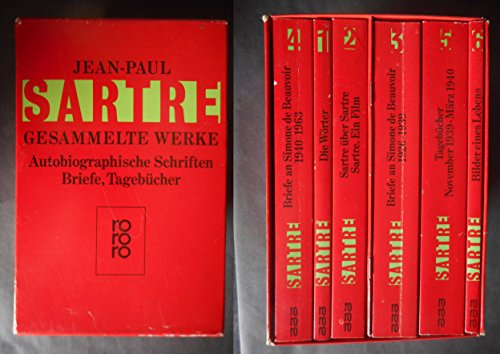 JEAN-PAUL
SARTRE
GESAMMELTE WERKE
Autobiographische Schriften
Briefe, Tagebücher
ro
ro
ro
4
Briefe an Simone de Beauvoir
1940-1963
SARTRE
1
Die Wörter
SARTRE
2
Sartre über Sartre
Sartre. Ein Film
SARTRE
3
Briefe an Simone de Beauvoir
1926-1939
SARTRE
5
Tagebücher
November 1939-März 1940
SARTRE
6
Bilder eines Lebens
SARTRE